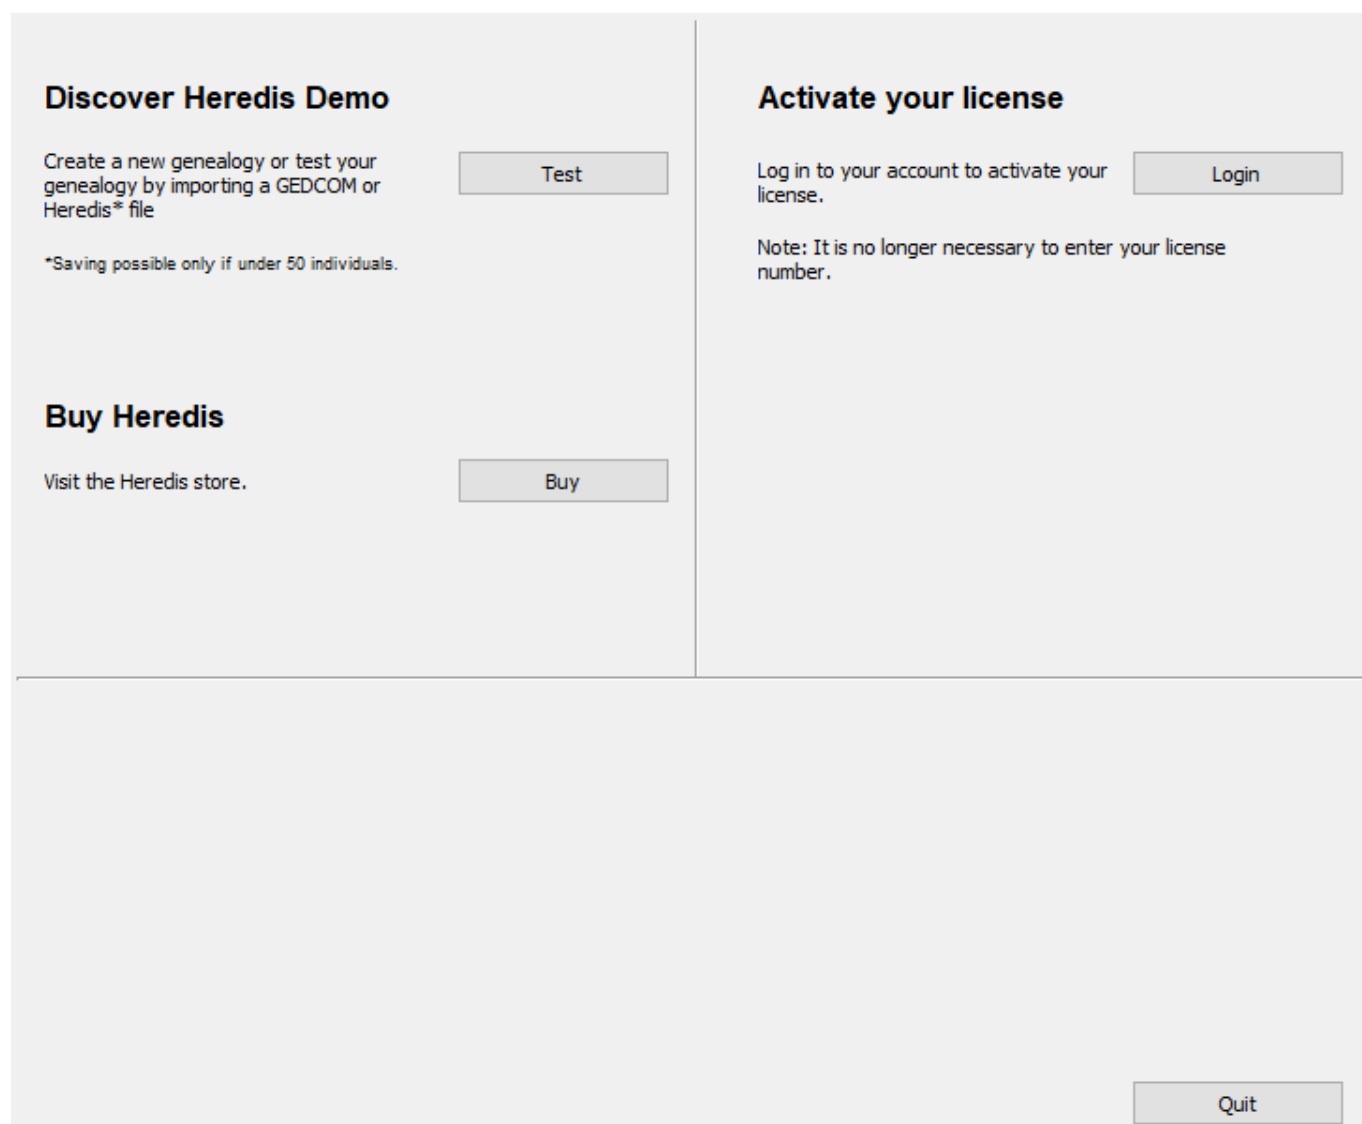 Discover Heredis Demo
Create a new genealogy or test your
genealogy by importing a GEDCOM or
Heredis* file
Test
*Saving possible only if under 50 individuals.
Buy Heredis
Visit the Heredis store.
Buy
Activate your license
Log in to your account to activate your
license.
Login
Note: It is no longer necessary to enter your license
number.
Quit